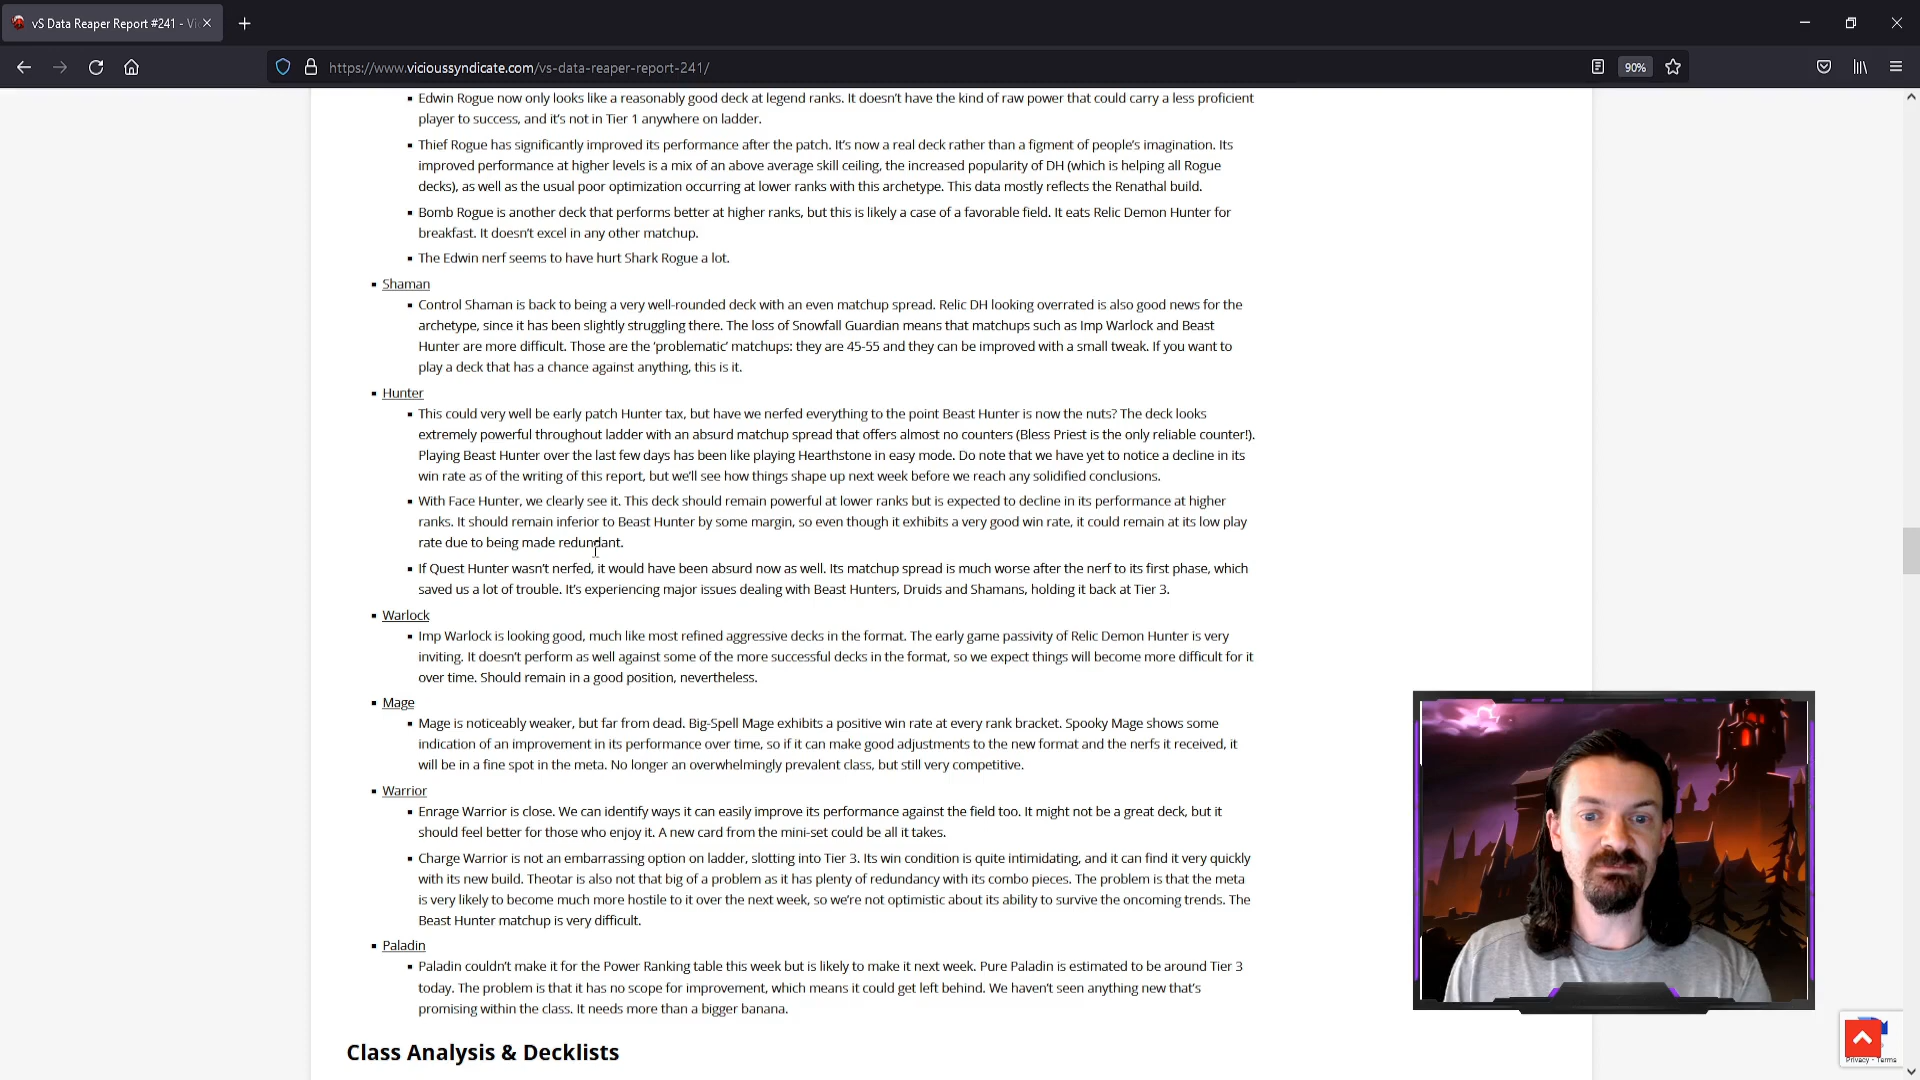 vS Data Reaper Report #241 - Vi
https://www.vicioussyndicate.com/vs-data-reaper-report-241/
90%
Edwin Rogue now only looks like a reasonably good deck at legend ranks. It doesn't have the kind of raw power that could carry a less proficient
player to success, and it's not in Tier 1 anywhere on ladder.
Thief Rogue has significantly improved its performance after the patch. It's now a real deck rather than a figment of people's imagination. Its
improved performance at higher levels is a mix of an above average skill ceiling, the increased popularity of DH (which is helping all Rogue
decks), as well as the usual poor optimization occurring at lower ranks with this archetype. This data mostly reflects the Renathal build.
Bomb Rogue is another deck that performs better at higher ranks, but this is likely a case of a favorable field. It eats Relic Demon Hunter for
breakfast. It doesn't excel in any other matchup.
The Edwin nerf seems to have hurt Shark Rogue a lot.
Shaman
Control Shaman is back to being a very well-rounded deck with an even matchup spread. Relic DH looking overrated is also good news for the
archetype, since it has been slightly struggling there. The loss of Snowfall Guardian means that matchups such as Imp Warlock and Beast
Hunter are more difficult. Those are the 'problematic' matchups: they are 45-55 and they can be improved with a small tweak. If you want to
play a deck that has a chance against anything, this is it.
Hunter
This could very well be early patch Hunter tax, but have we nerfed everything to the point Beast Hunter is now the nuts? The deck looks
extremely powerful throughout ladder with an absurd matchup spread that offers almost no counters (Bless Priest is the only reliable counter!).
Playing Beast Hunter over the last few days has been like playing Hearthstone in easy mode. Do note that we have yet to notice a decline in its
win rate as of the writing of this report, but we'll see how things shape up next week before we reach any solidified conclusions.
With Face Hunter, we clearly see it. This deck should remain powerful at lower ranks but is expected to decline in its performance at higher
ranks. It should remain inferior to Beast Hunter by some margin, so even though it exhibits a very good win rate, it could remain at its low play
rate due to being made redundant.
If Quest Hunter wasn't nerfed, it would have been absurd now as well. Its matchup spread is much worse after the nerf to its first phase, which
saved us a lot of trouble. It's experiencing major issues dealing with Beast Hunters, Druids and Shamans, holding it back at Tier 3.
Warlock
Imp Warlock is looking good, much like most refined aggressive decks in the format. The early game passivity of Relic Demon Hunter is very
inviting. It doesn't perform as well against some of the more successful decks in the format, so we expect things will become more difficult for it
over time. Should remain in a good position, nevertheless.
Mage
Mage is noticeably weaker, but far from dead. Big-Spell Mage exhibits a positive win rate at every rank bracket. Spooky Mage shows some
indication of an improvement in its performance over time, so if it can make good adjustments to the new format and the nerfs it received, it
will be in a fine spot in the meta. No longer an overwhelmingly prevalent class, but still very competitive.
Warrior
Enrage Warrior is close. We can identify ways it can easily improve its performance against the field too. It might not be a great deck, but it
should feel better for those who enjoy it. A new card from the mini-set could be all it takes.
Charge Warrior is not an embarrassing option on ladder, slotting into Tier 3. Its win condition is quite intimidating, and it can find it very quickly
with its new build. Theotar is also not that big of a problem as it has plenty of redundancy with its combo pieces. The problem is that the meta
is very likely to become much more hostile to it over the next week, so we're not optimistic about its ability to survive the oncoming trends. The
Beast Hunter matchup is very difficult.
Paladin
Paladin couldn't make it for the Power Ranking table this week but is likely to make it next week. Pure Paladin is estimated to be around Tier 3
today. The problem is that it has no scope for improvement, which means it could get left behind. We haven't seen anything new that's
promising within the class. It needs more than a bigger banana.
Class Analysis & Decklists
Privacy - Terms